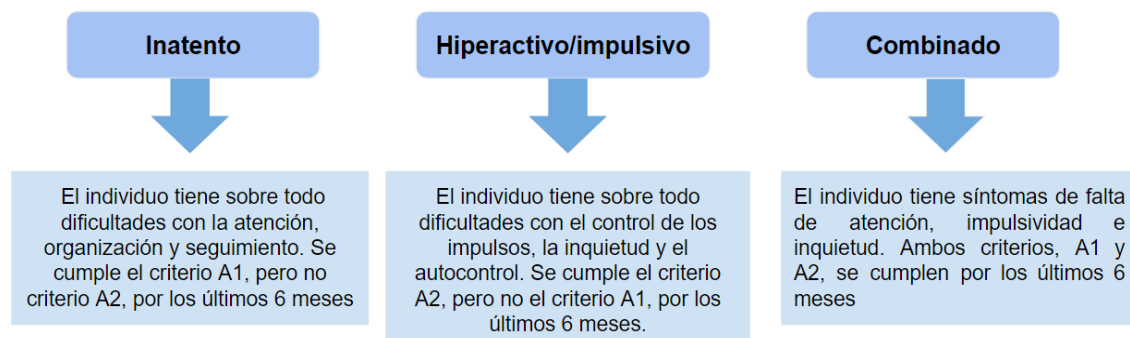 Inatento
El individuo tiene sobre todo
dificultades con la atención,
organización y seguimiento. Se
cumple el criterio A1, pero no
criterio A2, por los últimos 6 meses
Hiperactivo/impulsivo
El individuo tiene sobre todo
dificultades con el control de los
impulsos, la inquietud y el
autocontrol. Se cumple el criterio
A2, pero no el criterio A1, por los
últimos 6 meses.
Combinado
El individuo tiene síntomas de falta
de atención, impulsividad e
inquietud. Ambos criterios, A1 y
A2, se cumplen por los últimos 6
meses